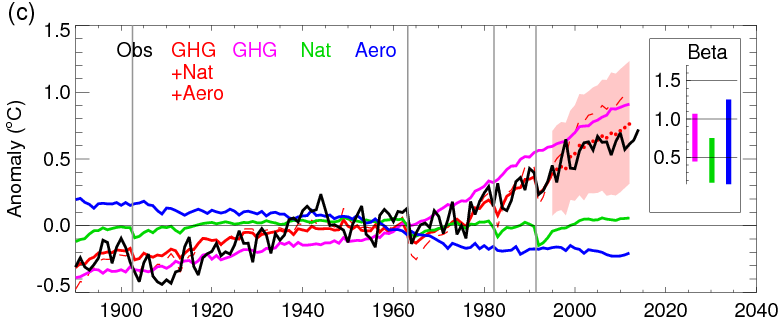 (c)
1.5
1.0
0.5
0.0
-0.5
Anomaly (°C)
Obs GHG GHG Nat Aero
+Nat
+Aero
Beta
1.5
1.0
0.5
1900 1920 1940 1960 1980 2000 2020 2040